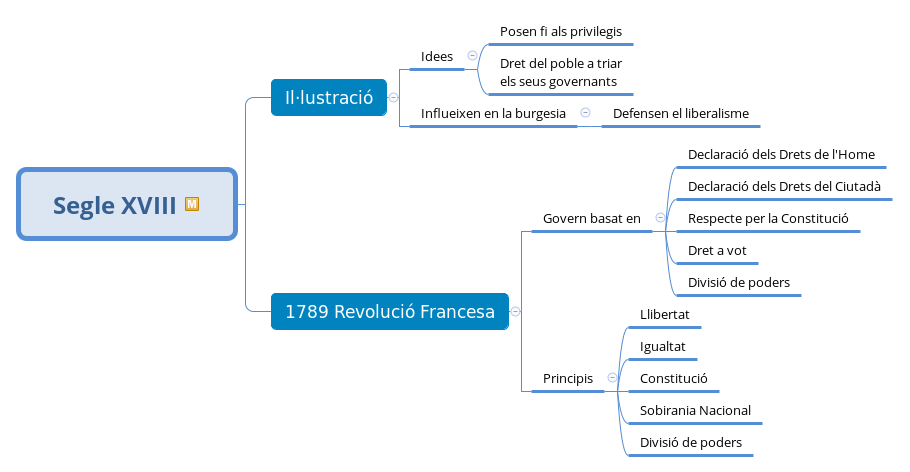 Segle XVIII M
Il·lustració
Idees
Posen fi als privilegis
Dret del poble a triar
els seus governants
Influeixen en la burgesia
Defensen el liberalisme
1789 Revolució Francesa
Govern basat en
Declaració dels Drets de l'Home
Declaració dels Drets del Ciutadà
Respecte per la Constitució
Dret a vot
Divisió de poders
Principis
Llibertat
Igualtat
Constitució
Sobirania Nacional
Divisió de poders